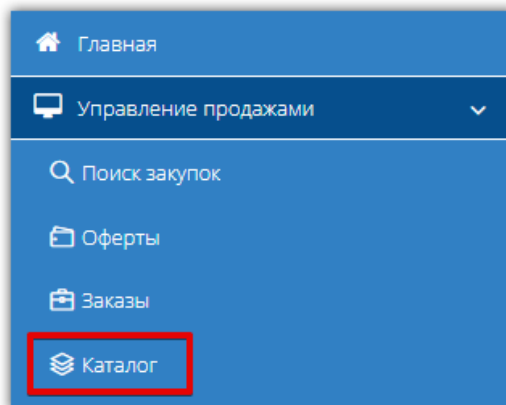 Главная
Управление продажами
Поиск закупок
Оферты
Заказы
Каталог